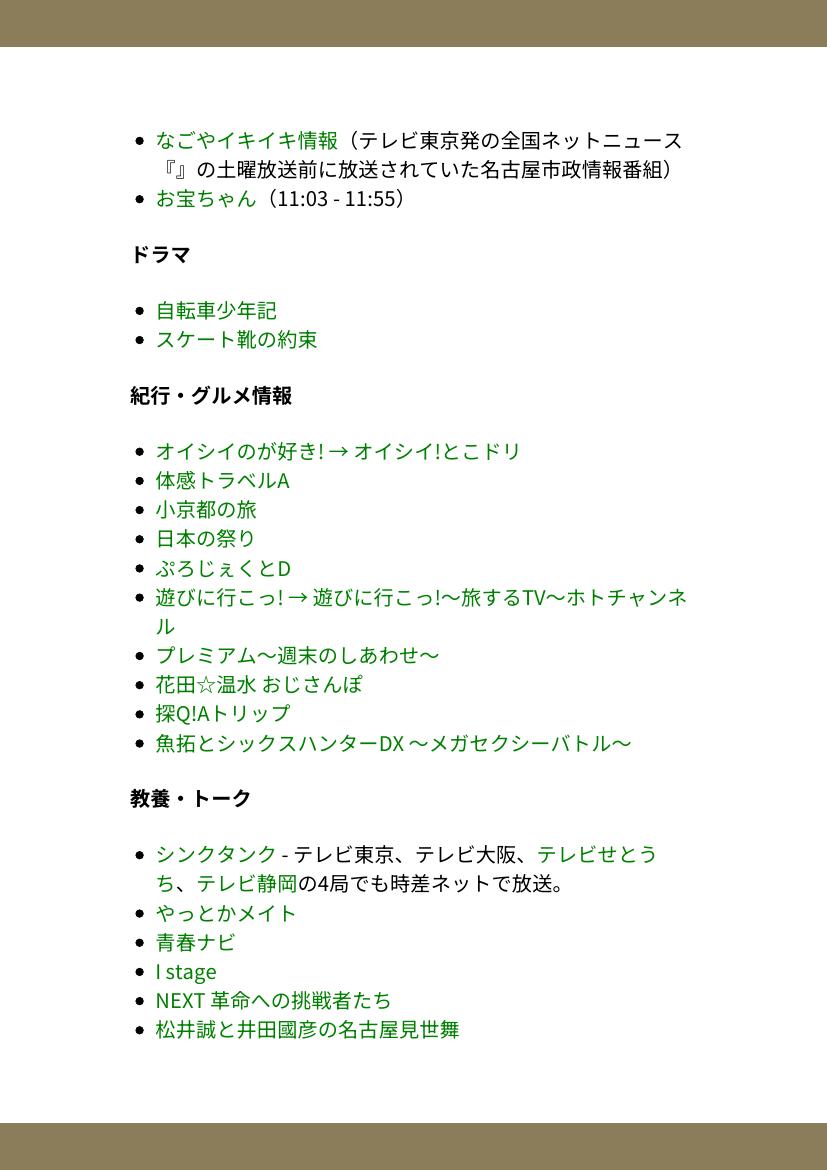 なごやイキイキ情報（テレビ東京発の全国ネットニュース
『』の土曜放送前に放送されていた名古屋市政情報番組）
お宝ちゃん（11:03 - 11:55）
ドラマ
自転車少年記
スケート靴の約束
紀行・グルメ情報
オイシイのが好き! → オイシイ!とこドリ
体感トラベルA
小京都の旅
日本の祭り
ぷろじぇくとD
遊びに行こっ! → 遊びに行こっ!〜旅するTV〜ホトチャンネ
ル
プレミアム〜週末のしあわせ〜
花田☆温水 おじさんぽ
探Q!Aトリップ
魚拓とシックスハンターDX 〜メガセクシーバトル〜
教養・トーク
シンクタンク - テレビ東京、テレビ大阪、テレビせとう
ち、テレビ静岡の4局でも時差ネットで放送。
やっとかメイト
青春ナビ
I stage
NEXT 革命への挑戦者たち
松井誠と井田國彦の名古屋見世舞